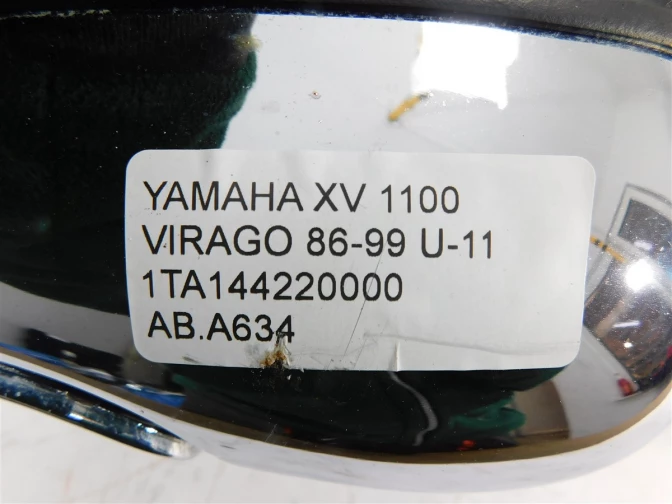 YAMAHA XV 1100
VIRAGO 86-99 U-11
1TA144220000
AB.A634